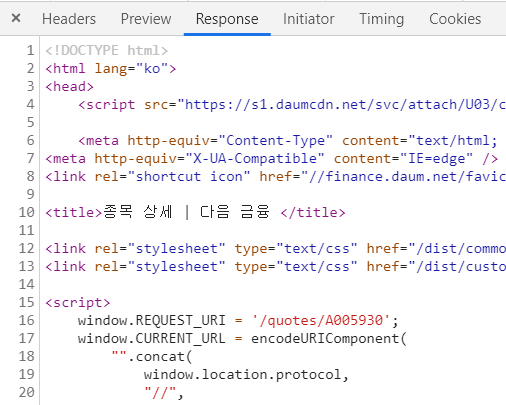 × Headers Preview Response Initiator Timing Cookies
1 <!DOCTYPE html>
2 <html lang="ko">
3 <head>
4 <script src="https://s1.daumcdn.net/svc/attach/U03/c
5
6 <meta http-equiv="Content-Type" content="text/html;
7 <meta http-equiv="X-UA-Compatible" content="IE=edge" />
8 <link rel="shortcut icon" href="//finance.daum.net/favic
9
10 <title>종목 상세 | 다음 금융 </title>
11
12 <link rel="stylesheet" type="text/css" href="/dist/commo
13 <link rel="stylesheet" type="text/css" href="/dist/custo
14
15 <script>
16 window.REQUEST_URI = '/quotes/A005930';
17 window.CURRENT_URL = encodeURIComponent(
18 "".concat(
19 window.location.protocol,
20 "//",